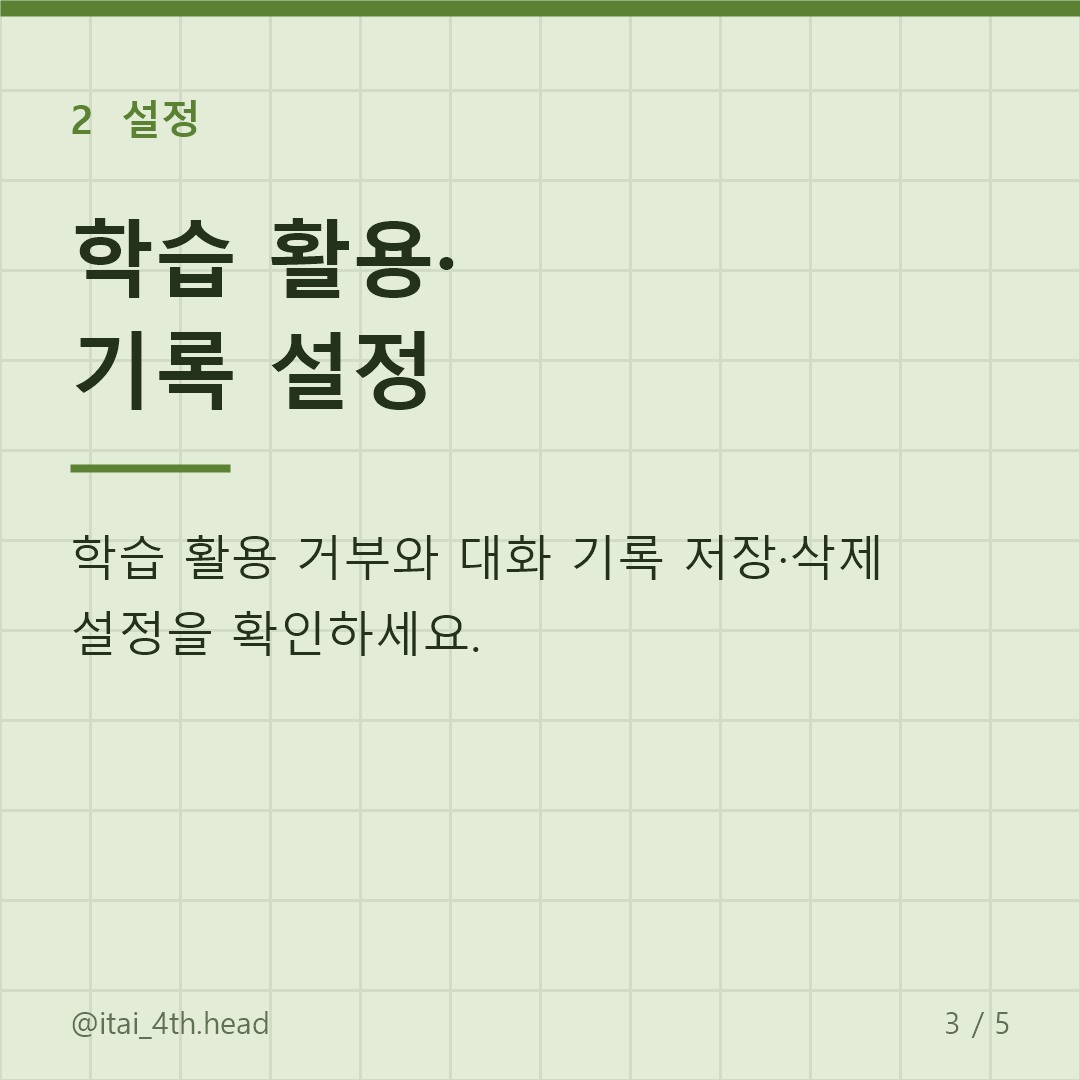 2 설정
학습 활용·
기록 설정
학습 활용 거부와 대화 기록 저장·삭제
설정을 확인하세요.
@itai_4th.head
3 / 5